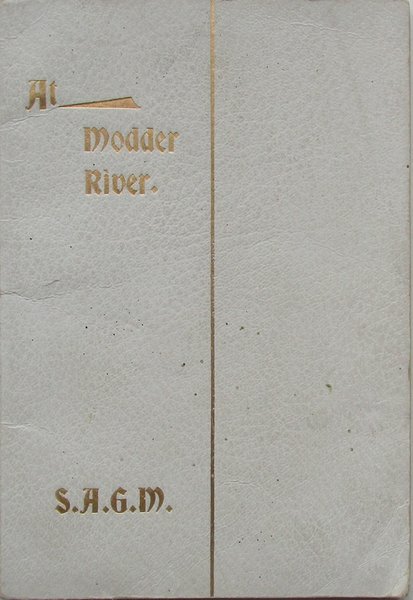 At
Modder
River.
S.A.G.M.